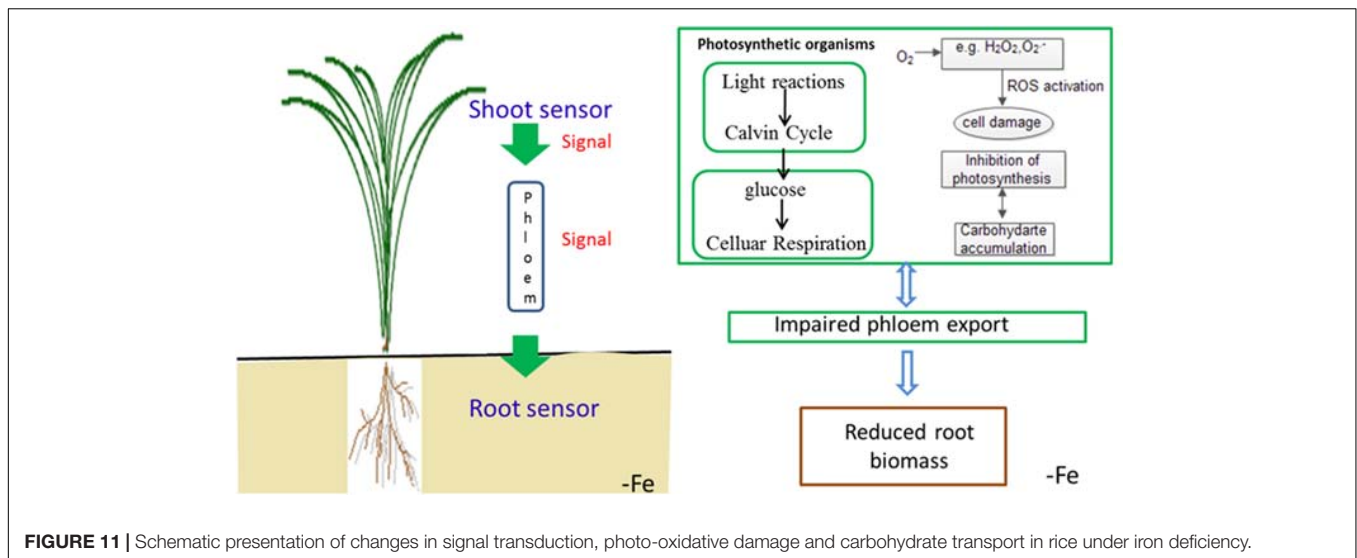 Shoot sensor
Signal
Phloem
Signal
Root sensor
-Fe
Photosynthetic organisms
Light reactions
Calvin Cycle
glucose
Celluar Respiration
O₂
e.g. H₂O₂,O₂·⁻
ROS activation
cell damage
Inhibition of
photosynthesis
Carbohydarte
accumulation
Impaired phloem export
Reduced root
biomass
-Fe
FIGURE 11 | Schematic presentation of changes in signal transduction, photo-oxidative damage and carbohydrate transport in rice under iron deficiency.